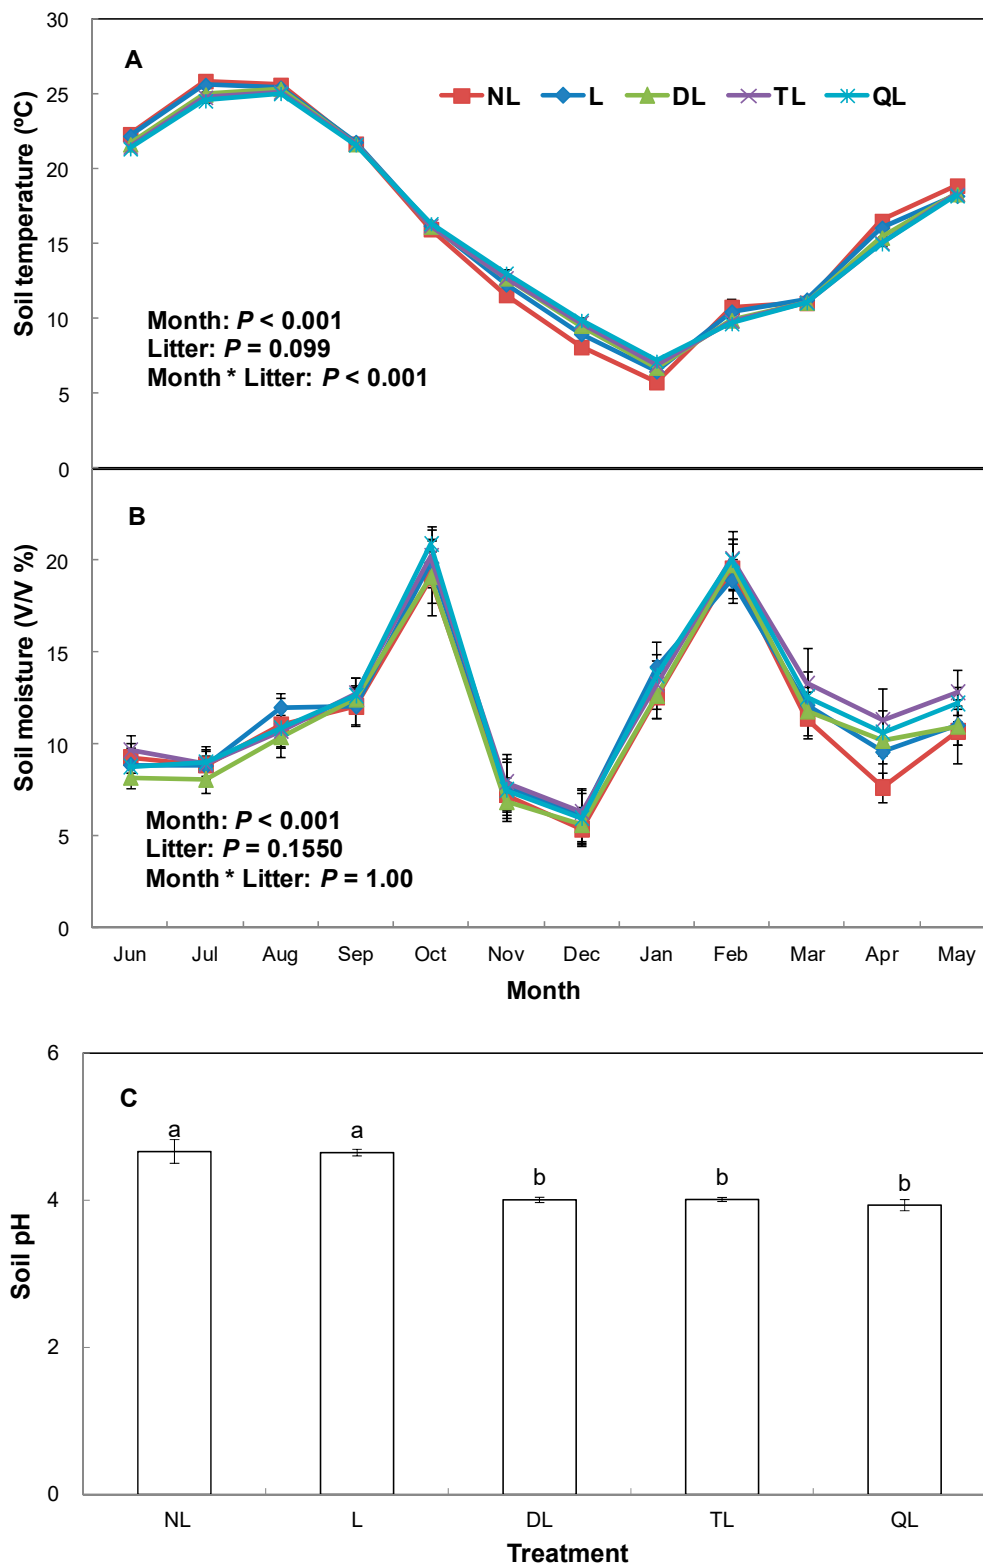 30
A
NL L DL TL QL
25
20
15
10
5
0
Soil temperature (ºC)
Month: P < 0.001
Litter: P = 0.099
Month * Litter: P < 0.001
B
20
15
10
5
0
Soil moisture (V/V %)
Month: P < 0.001
Litter: P = 0.1550
Month * Litter: P = 1.00
Jun Jul Aug Sep Oct Nov Dec Jan Feb Mar Apr May
Month
6
C
4
2
0
Soil pH
a a b b b
NL L DL TL QL
Treatment